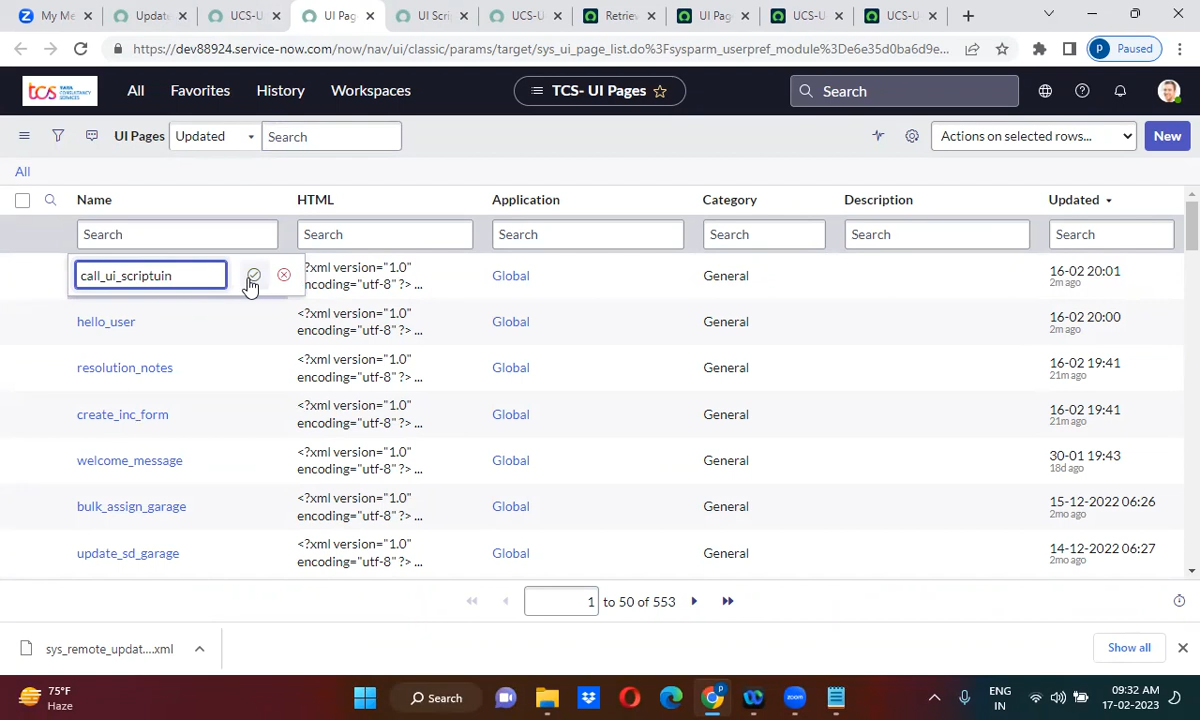 My Me
Update
UCS-U
UI Pag
UI Scri
UCS-U
Retrie
UI Pag
UCS-U
UCS-U
https://dev88924.service-now.com/now/nav/ui/classic/params/target/sys_ui_page_list.do%3Fsysparm_userpref_module%3De6e35d0ba6d9e...
P Paused
tcs TATA CONSULTANCY SERVICES
All
Favorites
History
Workspaces
TCS- UI Pages
Search
UI Pages
Updated
Search
Actions on selected rows...
New
All
Name
HTML
Application
Category
Description
Updated
Search
Search
Search
Search
Search
Search
call_ui_scriptuin
?xml version="1.0"
encoding="utf-8" ?> ...
Global
General
16-02 20:01
2m ago
hello_user
<?xml version="1.0"
encoding="utf-8" ?> ...
Global
General
16-02 20:00
2m ago
resolution_notes
<?xml version="1.0"
encoding="utf-8" ?> ...
Global
General
16-02 19:41
21m ago
create_inc_form
<?xml version="1.0"
encoding="utf-8" ?> ...
Global
General
16-02 19:41
21m ago
welcome_message
<?xml version="1.0"
encoding="utf-8" ?> ...
Global
General
30-01 19:43
18d ago
bulk_assign_garage
<?xml version="1.0"
encoding="utf-8" ?> ...
Global
General
15-12-2022 06:26
2mo ago
update_sd_garage
<?xml version="1.0"
encoding="utf-8" ?> ...
Global
General
14-12-2022 06:27
2mo ago
1 to 50 of 553
sys_remote_updat....xml
Show all
75°F
Haze
Search
zoom
ENG
IN
09:32 AM
17-02-2023